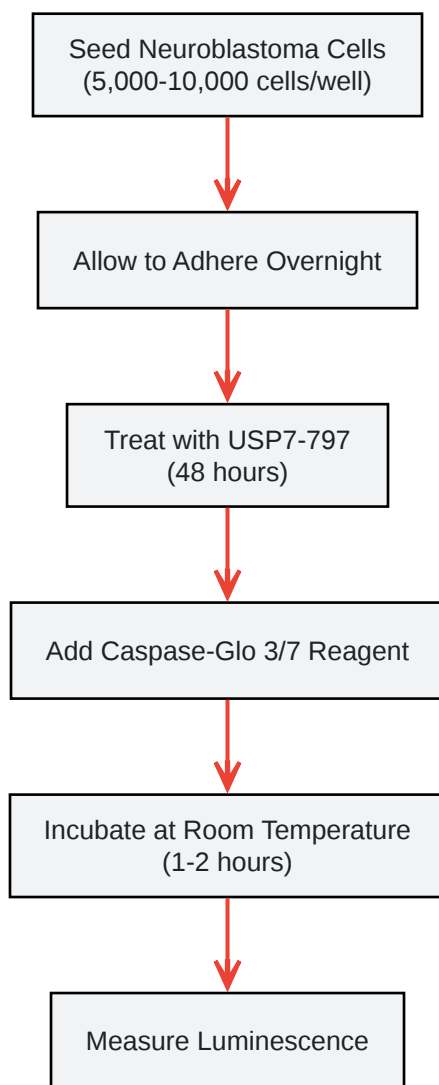 Seed Neuroblastoma Cells
(5,000-10,000 cells/well)
Allow to Adhere Overnight
Treat with USP7-797
(48 hours)
Add Caspase-Glo 3/7 Reagent
Incubate at Room Temperature
(1-2 hours)
Measure Luminescence